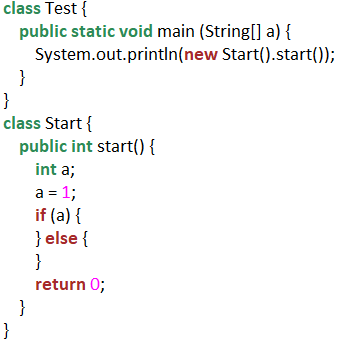 class Test {
public static void main (String[] a) {
System.out.println(new Start().start());
}
}
class Start {
public int start() {
int a;
a = 1;
if (a) {
} else {
}
return 0;
}
}